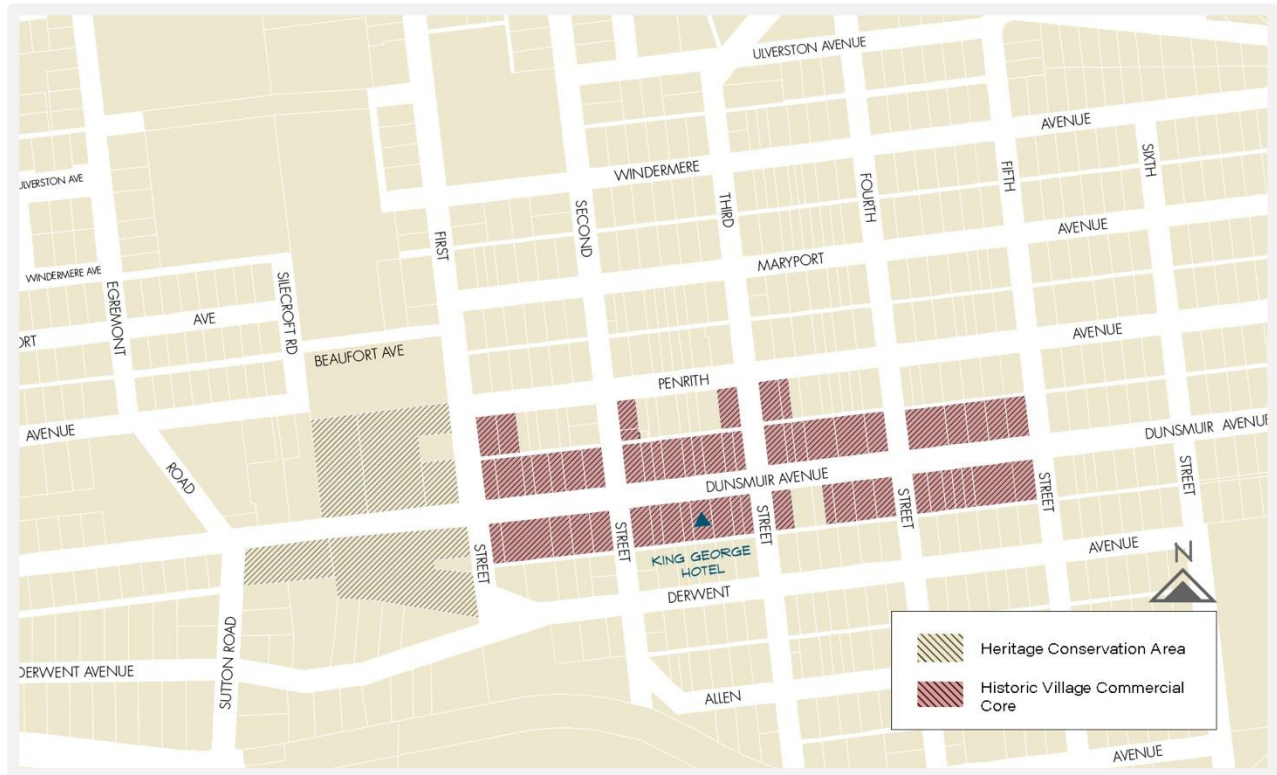 ULVERSTON AVENUE
AVENUE
SIXTH
FIFTH
WINDERMERE
FOURTH
ULVERSTON AVE
THIRD
SECOND
AVENUE
FIRST
MARYPORT
WINDERMERE AVE
SILECROFT RD
EGREMONT
AVE
ORT
AVENUE
BEAUFORT AVE
PENRITH
AVENUE
DUNSMUIR AVENUE
ROAD
DUNSMUIR AVENUE
STREET
STREET
STREET
STREET
STREET
STREET
KING GEORGE
HOTEL
AVENUE
N
DERWENT
SUTTON ROAD
DERWENT AVENUE
ALLEN
Heritage Conservation Area
Historic Village Commercial
Core
AVENUE